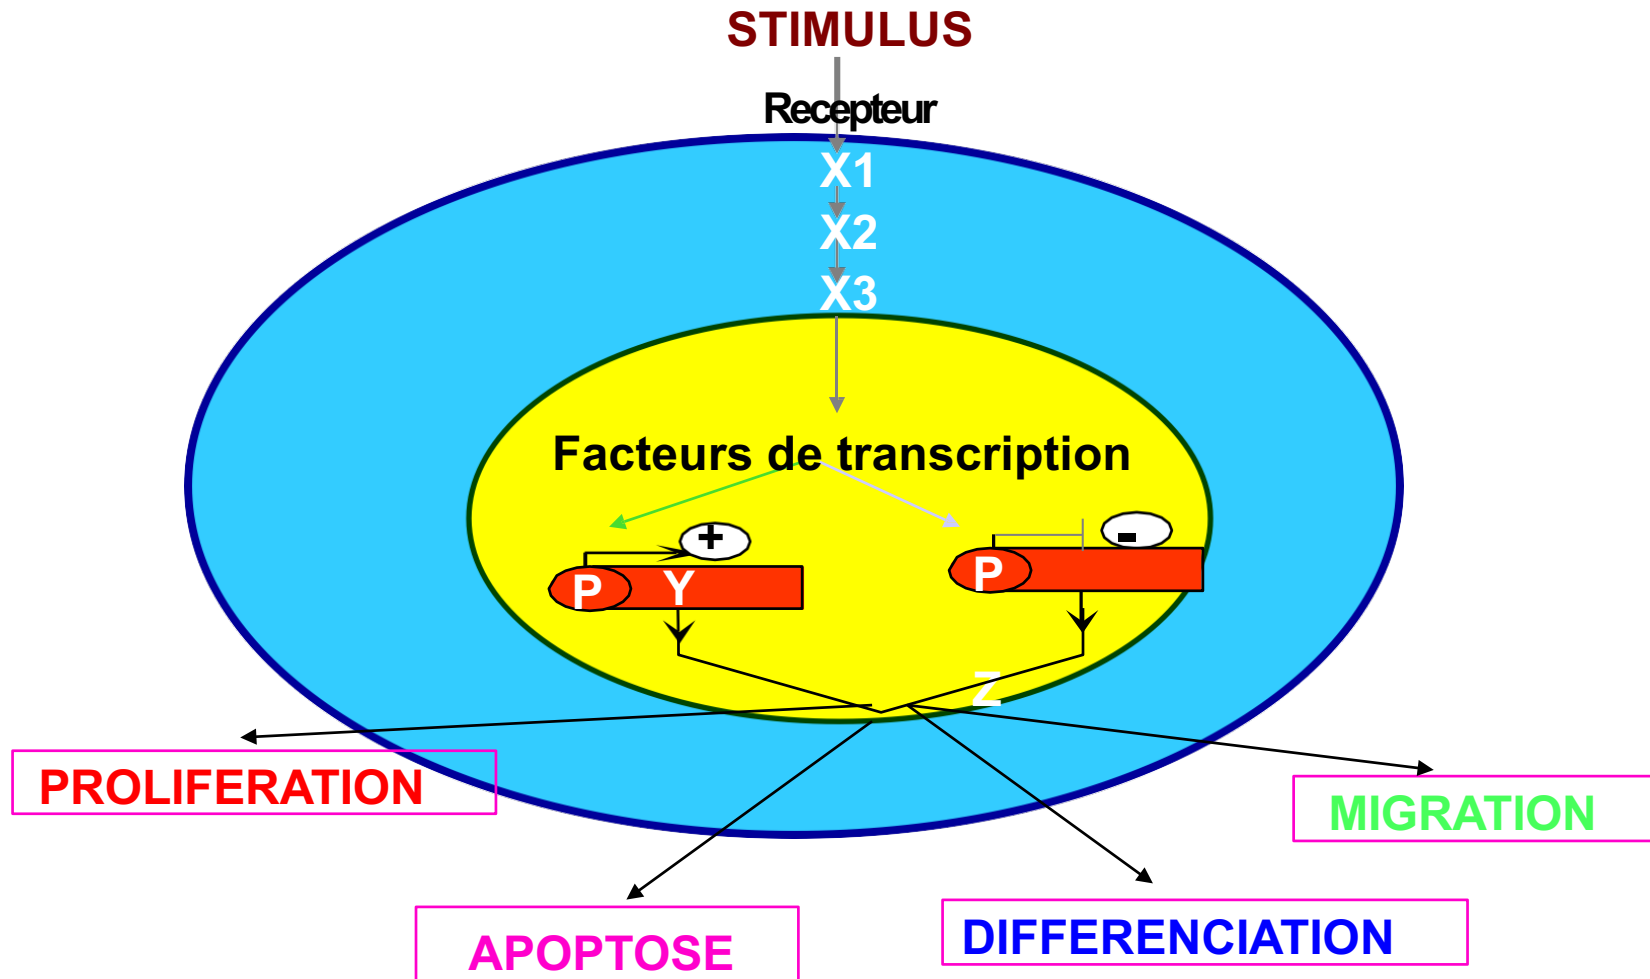 STIMULUS
Recepteur
X1
X2
X3
Facteurs de transcription
+
-
P
Y
P
Z
PROLIFERATION
MIGRATION
APOPTOSE
DIFFERENCIATION